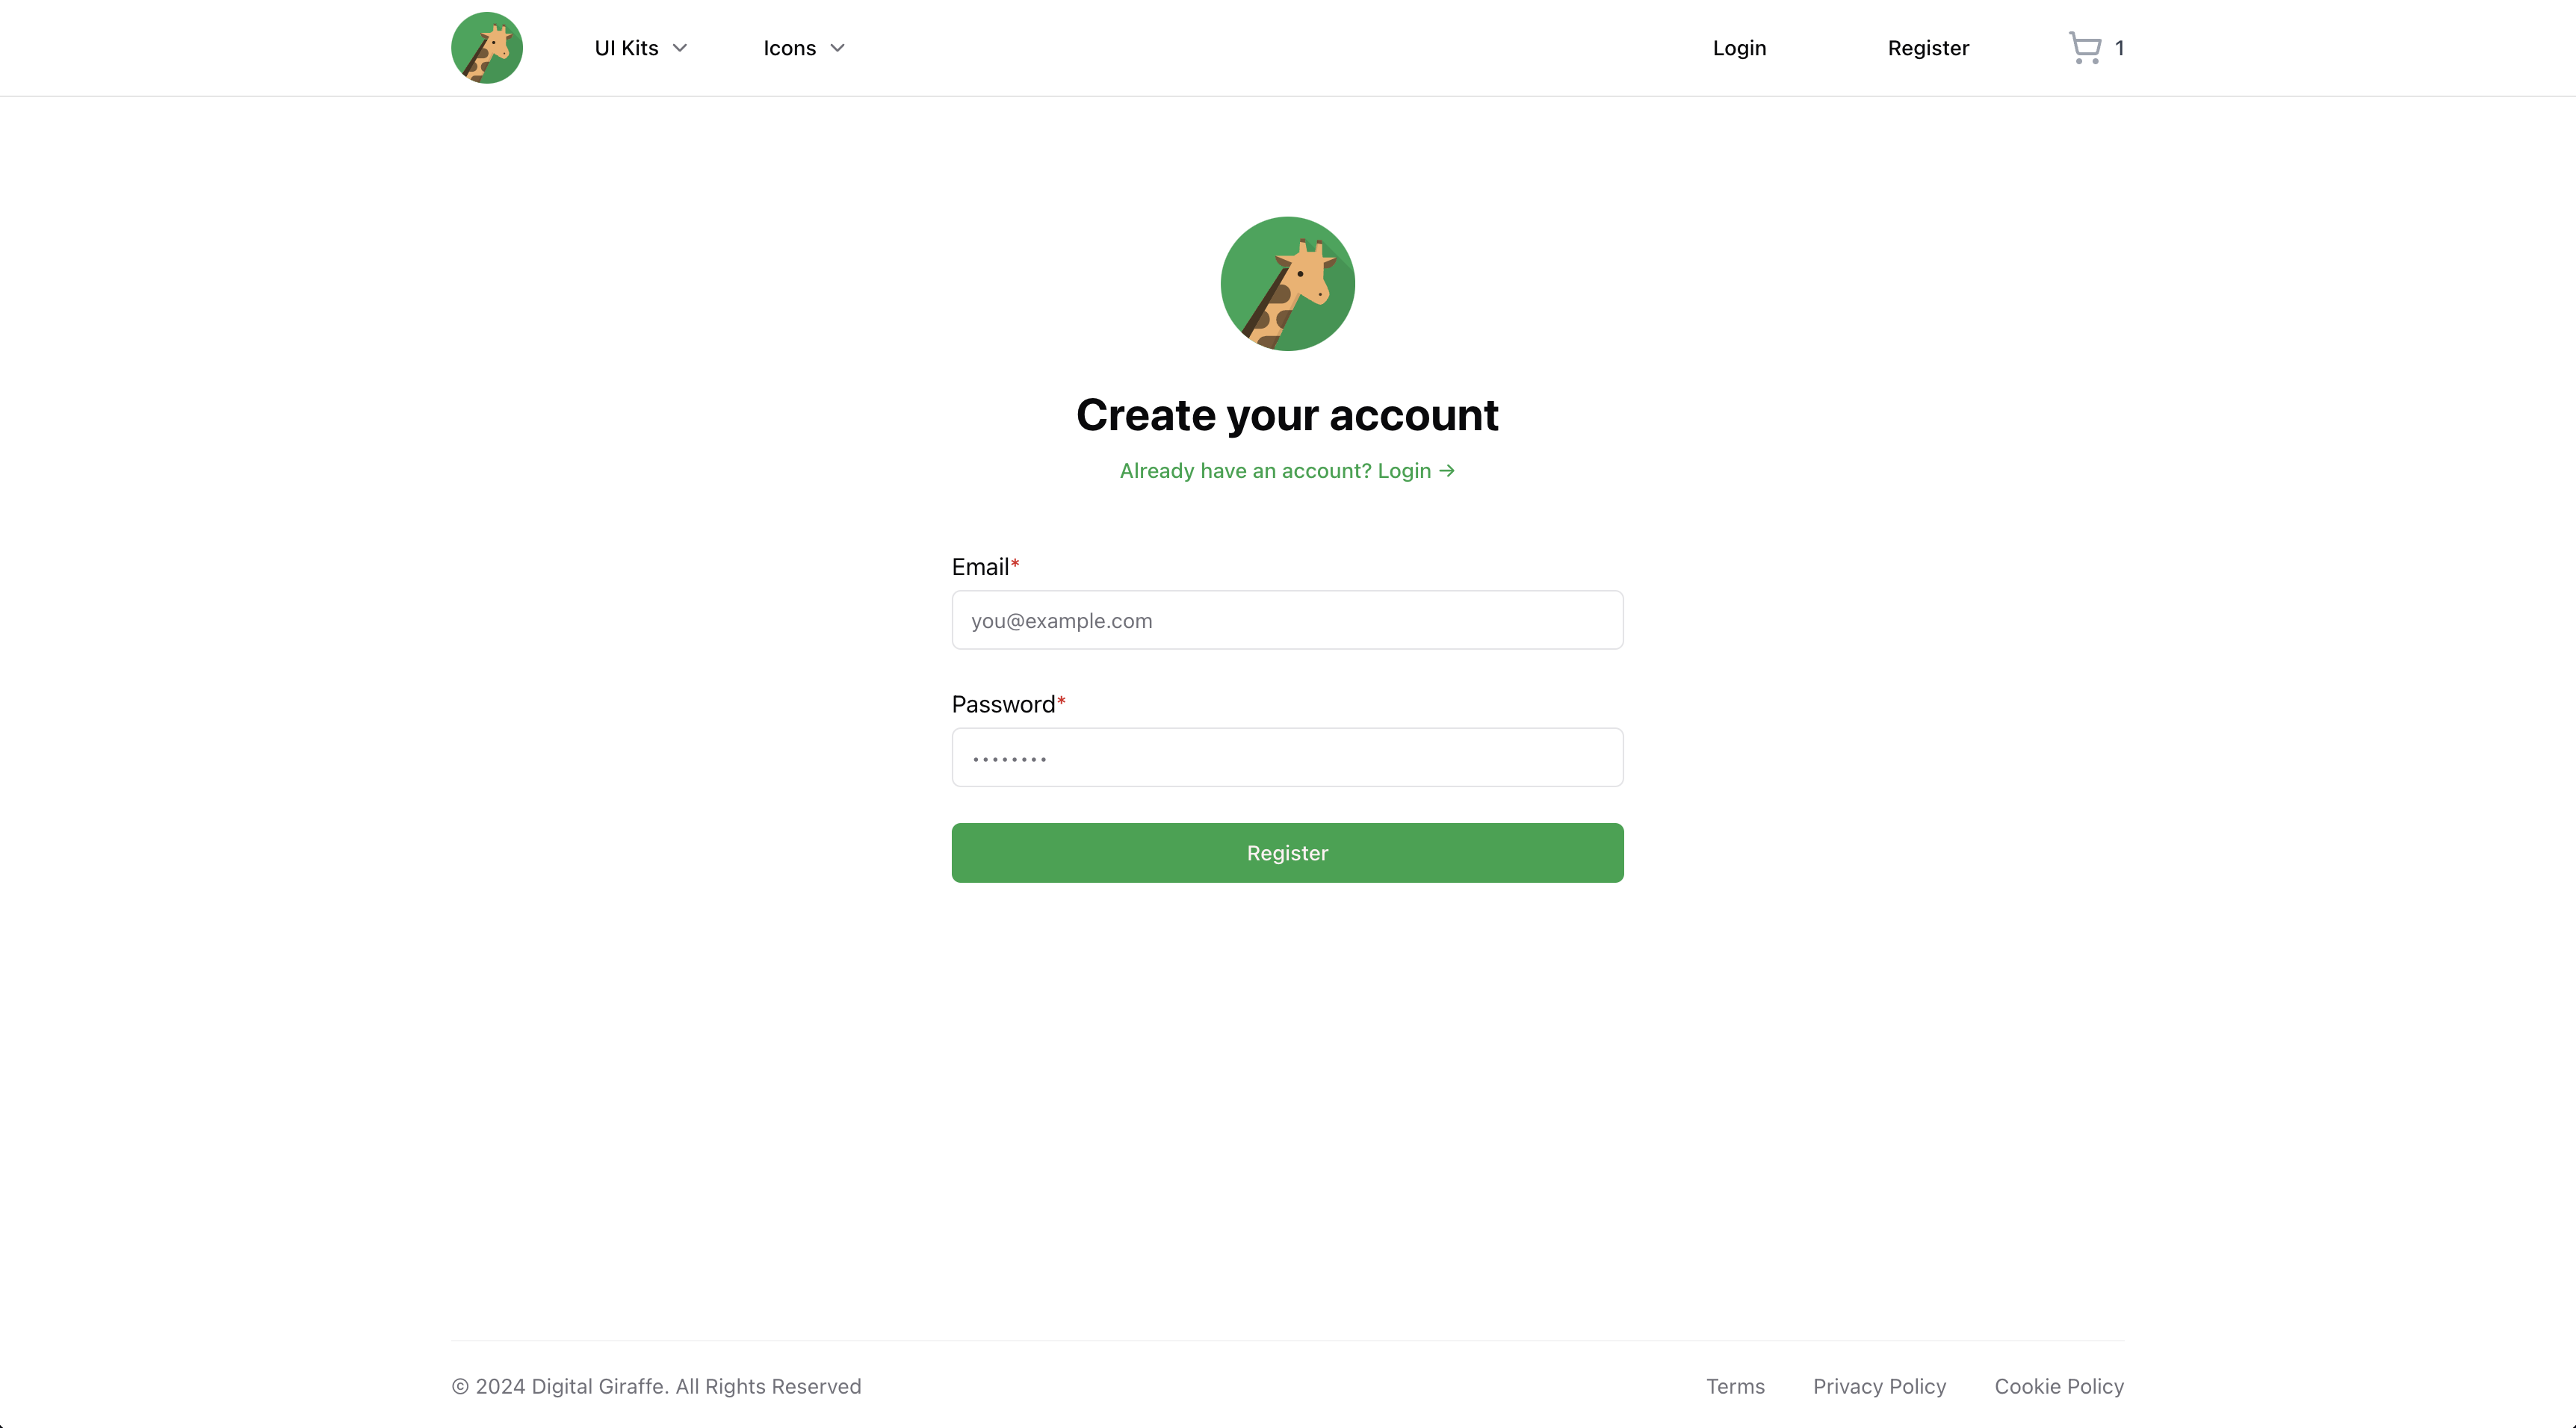 UI Kits
Icons
Login
Register
1
Create your account
Already have an account? Login →
Email*
you@example.com
Password*
••••••••
Register
© 2024 Digital Giraffe. All Rights Reserved
Terms
Privacy Policy
Cookie Policy